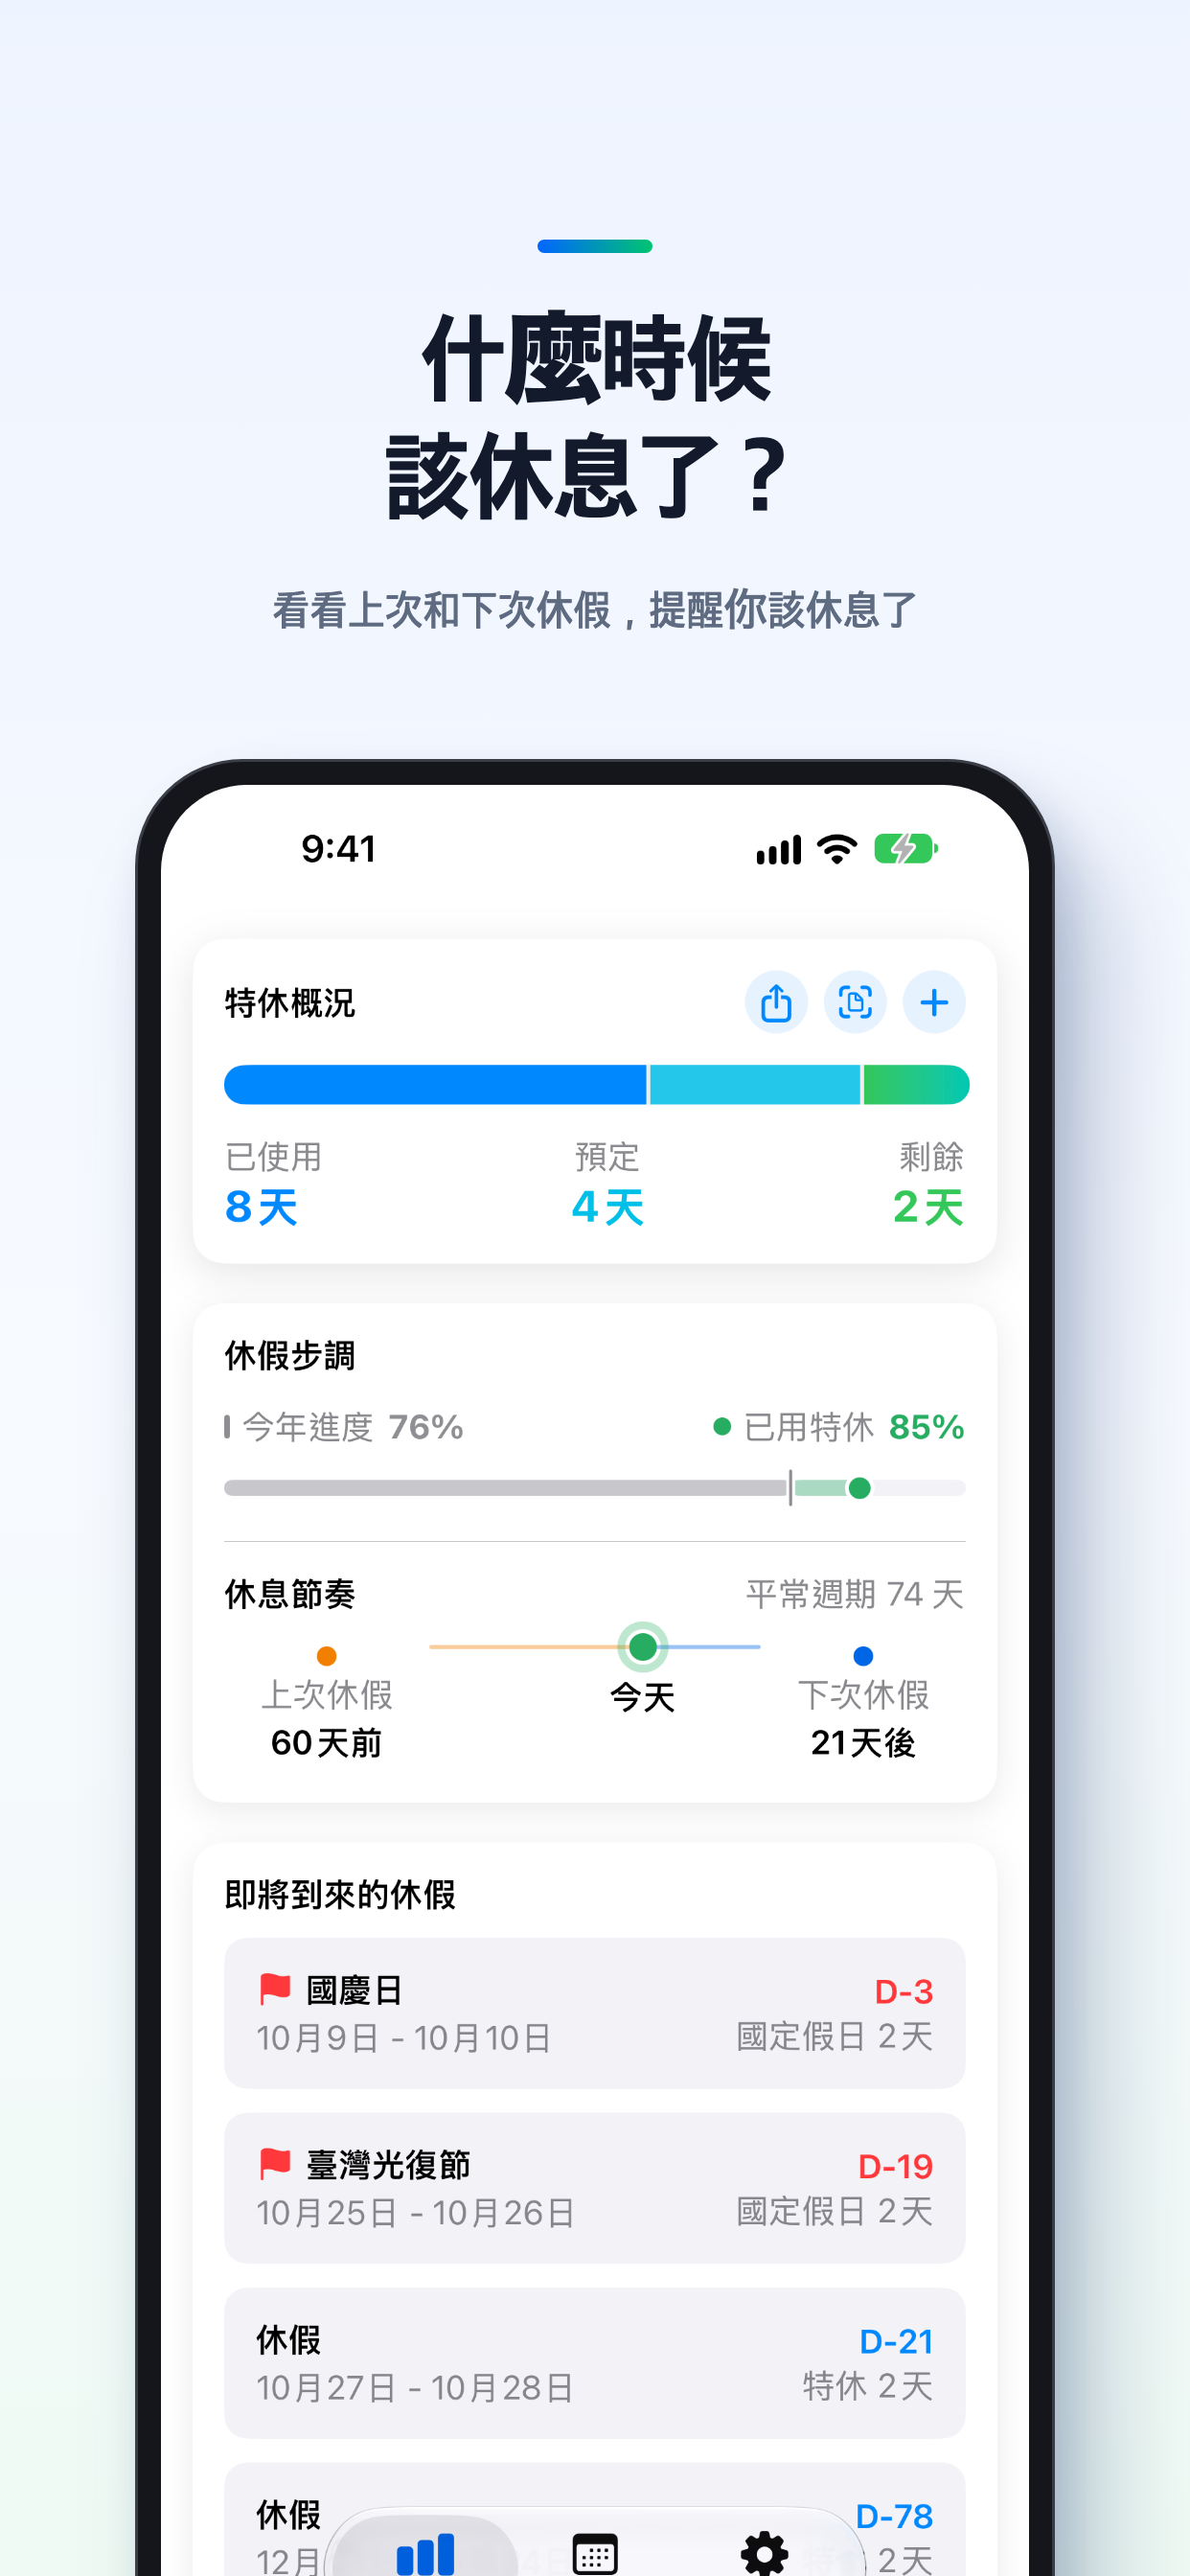 什麼時候
該休息了？
看看上次和下次休假，提醒你該休息了
9:41
特休概況
已使用 預定 剩餘
8天 4天 2天
休假步調
今年進度 76% 已用特休 85%
休息節奏 平常週期 74 天
上次休假 今天 下次休假
60天前 21天後
即將到來的休假
國慶日 D-3
10月9日 - 10月10日 國定假日 2天
臺灣光復節 D-19
10月25日 - 10月26日 國定假日 2天
休假 D-21
10月27日 - 10月28日 特休 2天
休假 D-78
12月 2天